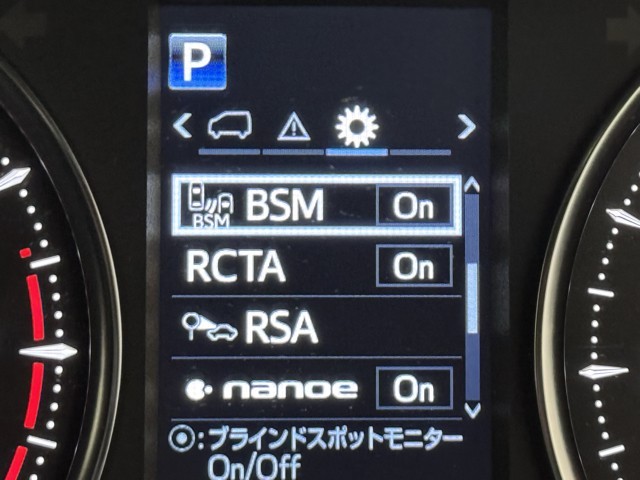 P
BSM BSM On
RCTA On
RSA
nanoe On
:ブラインドスポットモニター
On/Off